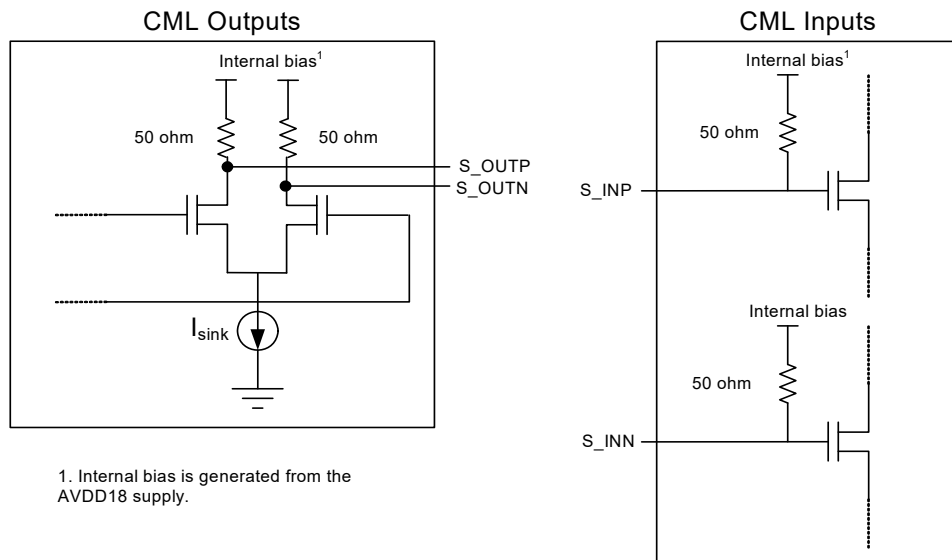 CML Outputs
Internal bias1
50 ohm
50 ohm
S_OUTP
S_OUTN
Isink
1. Internal bias is generated from the
AVDD18 supply.
CML Inputs
Internal bias1
50 ohm
S_INP
Internal bias
50 ohm
S_INN